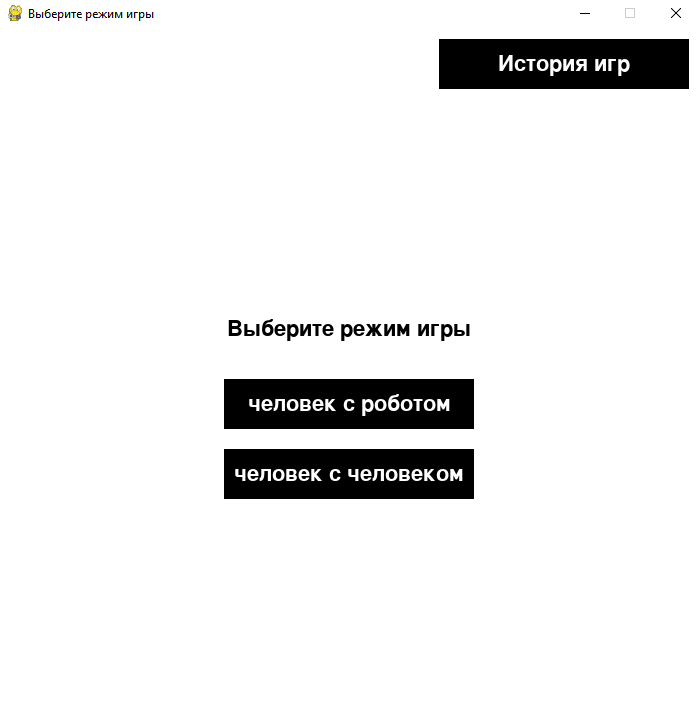 Выберите режим игры
История игр
Выберите режим игры
человек с роботом
человек с человеком